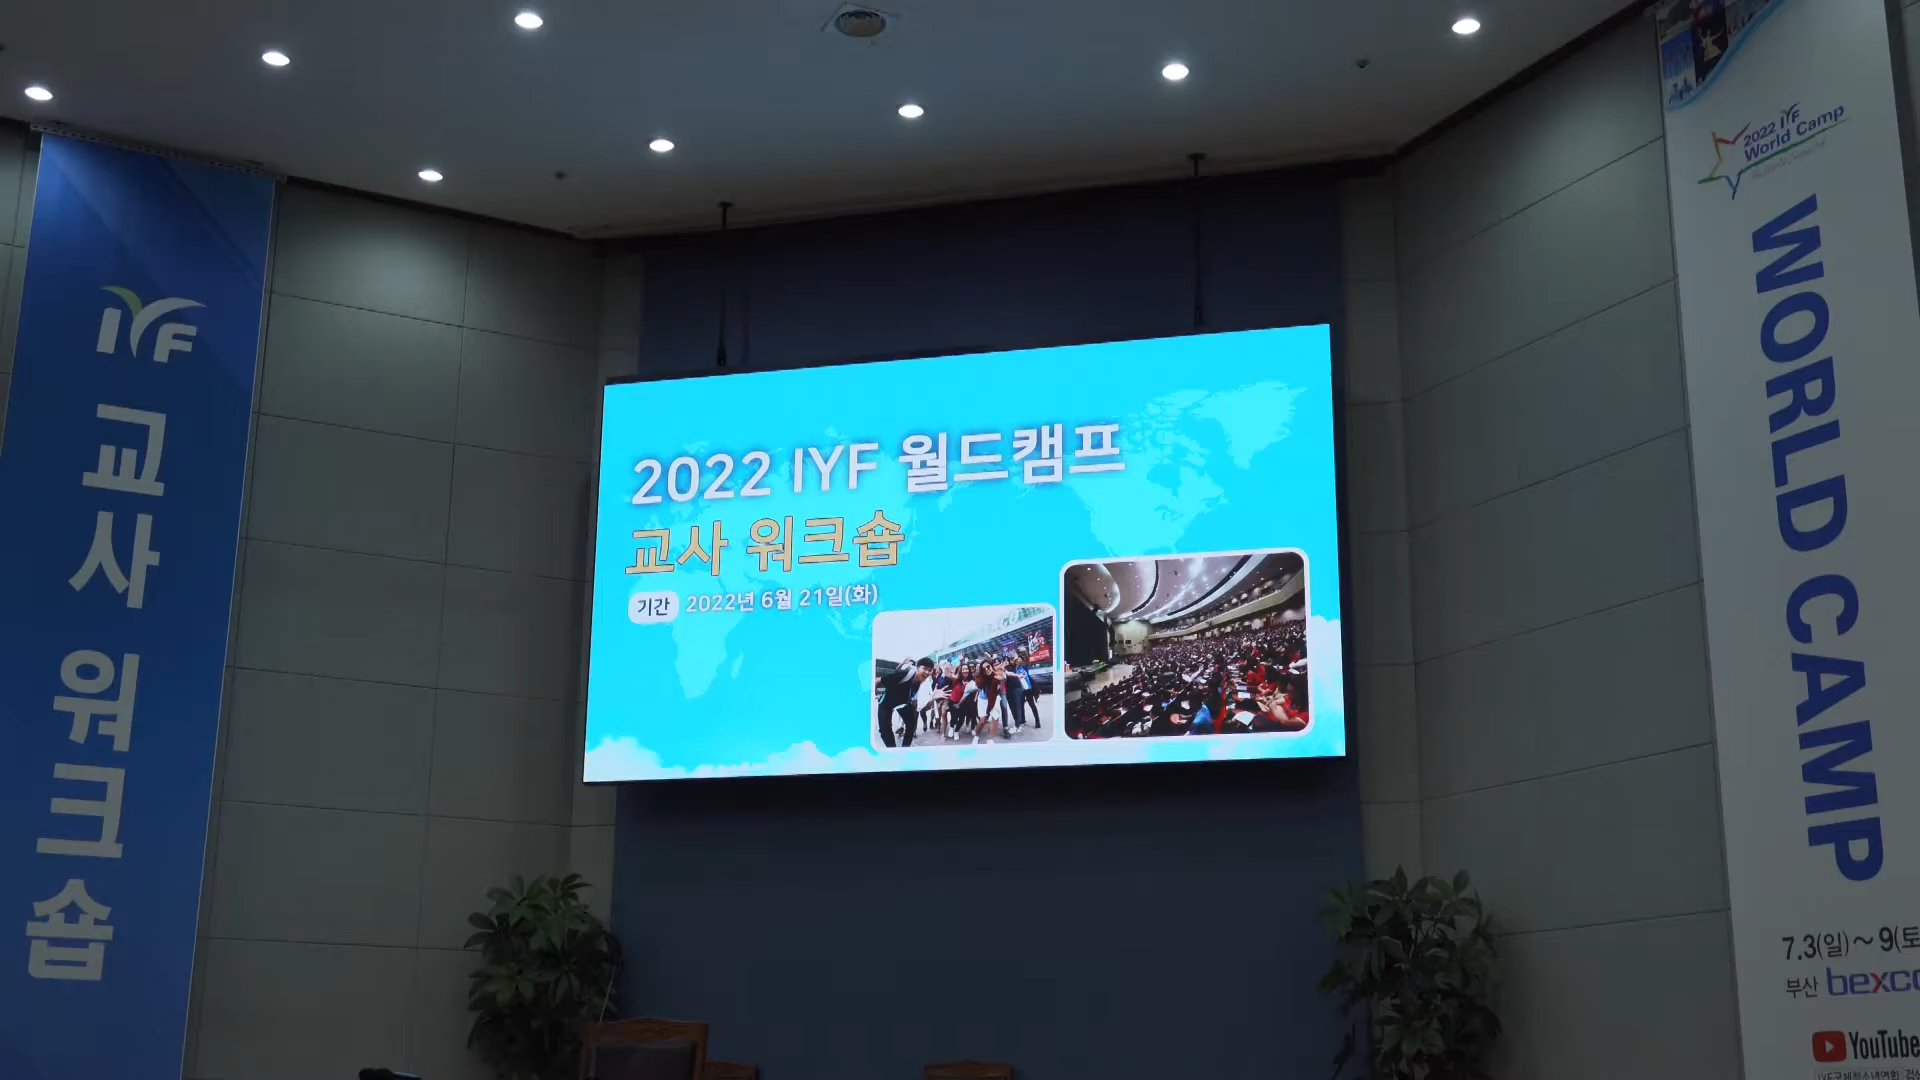 IYF
교사 워크숍
2022 IYF 월드캠프
교사 워크숍
기간 2022년 6월 21일(화)
2022 IYF
World Camp
WORLD CAMP
7.3(일)~9(토
부산 bexco
YouTube